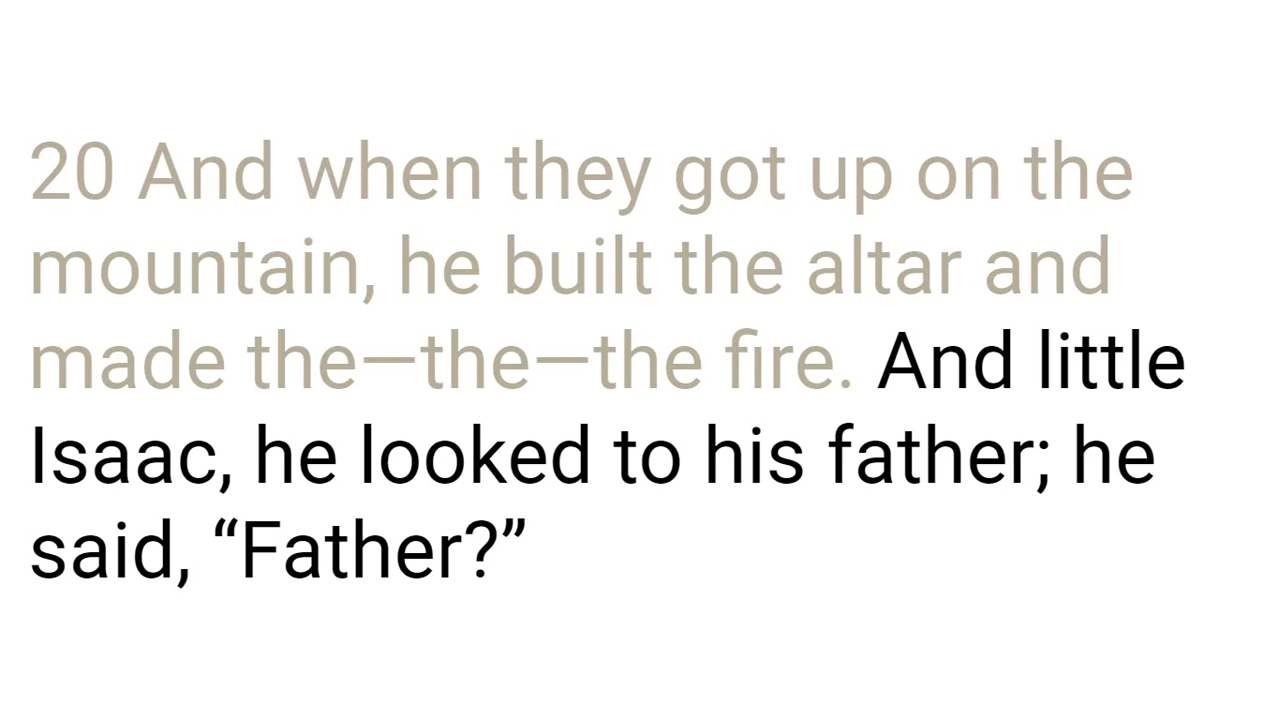 20 And when they got up on the
mountain, he built the altar and
made the—the—the fire. And little
Isaac, he looked to his father; he
said, “Father?”